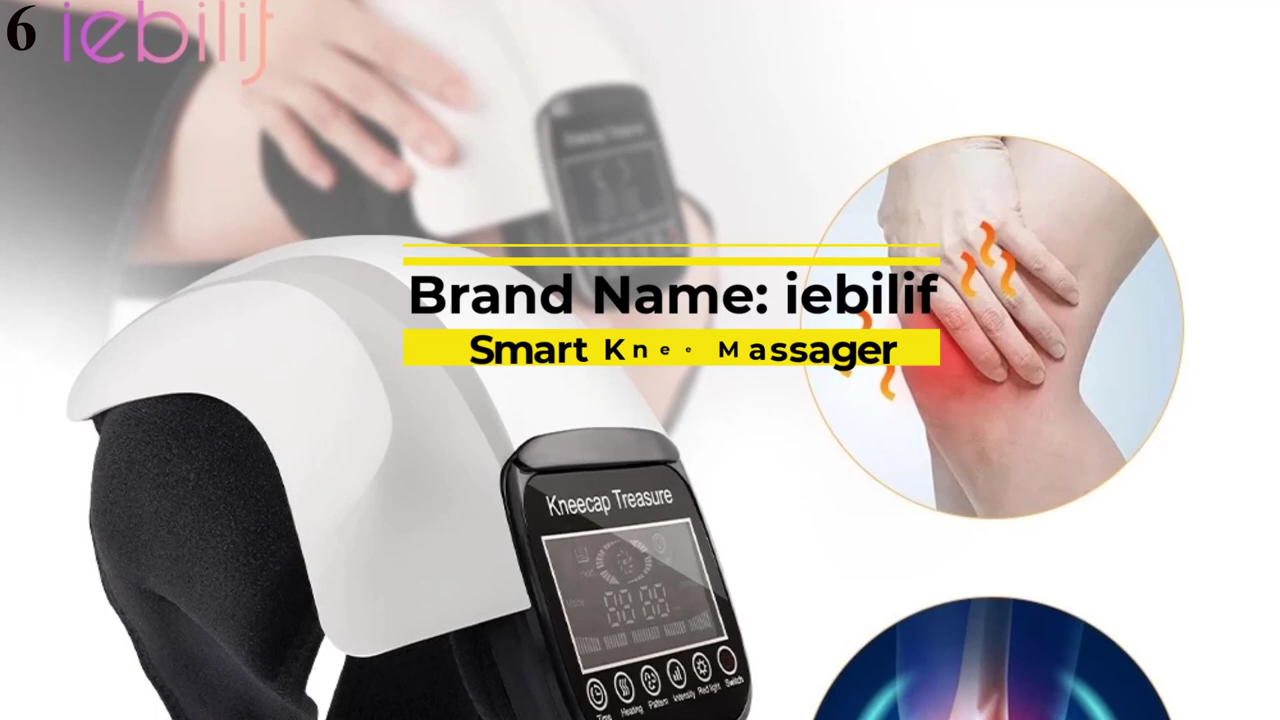 6 iebilif
Brand Name: iebilif
Smart Knee Massager
Kneecap Treasure
88:88
Time Heating Pattern Intensity Red light Switch